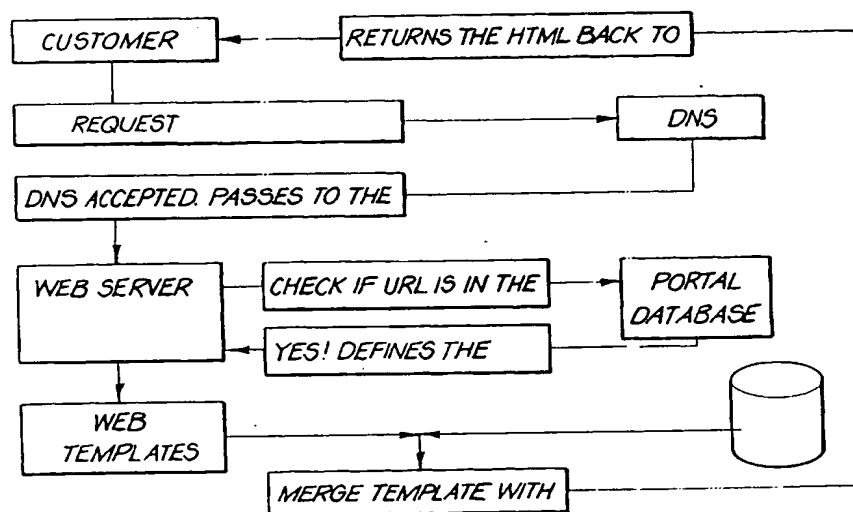 CUSTOMER
RETURNS THE HTML BACK TO
REQUEST
DNS
DNS ACCEPTED. PASSES TO THE
WEB SERVER
CHECK IF URL IS IN THE
PORTAL
DATABASE
YES! DEFINES THE
WEB
TEMPLATES
MERGE TEMPLATE WITH